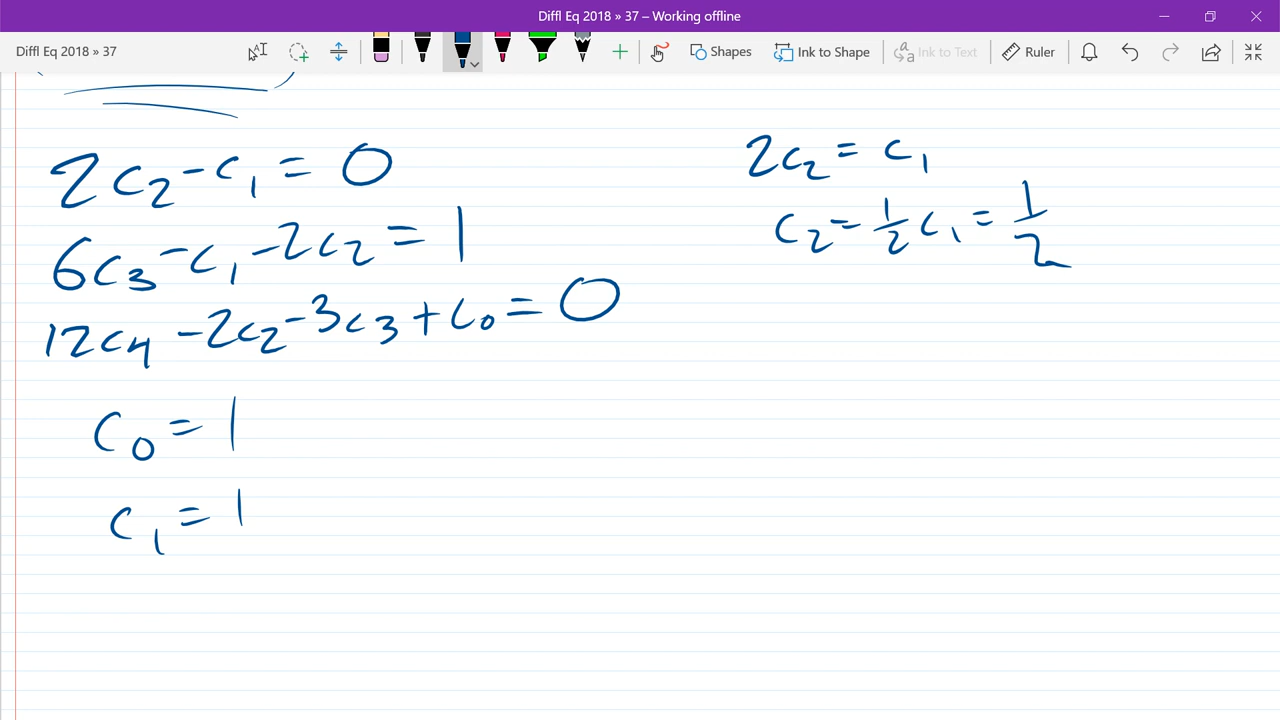 Diffl Eq 2018 » 37 – Working offline
Diffl Eq 2018 » 37
Shapes
Ink to Shape
Ink to Text
Ruler
2c₂ - c₁ = 0
6c₃ - c₁ - 2c₂ = 1
12c₄ - 2c₂ - 3c₃ + c₀ = 0
c₀ = 1
c₁ = 1
2c₂ = c₁
c₂ = 1/2 c₁ = 1/2